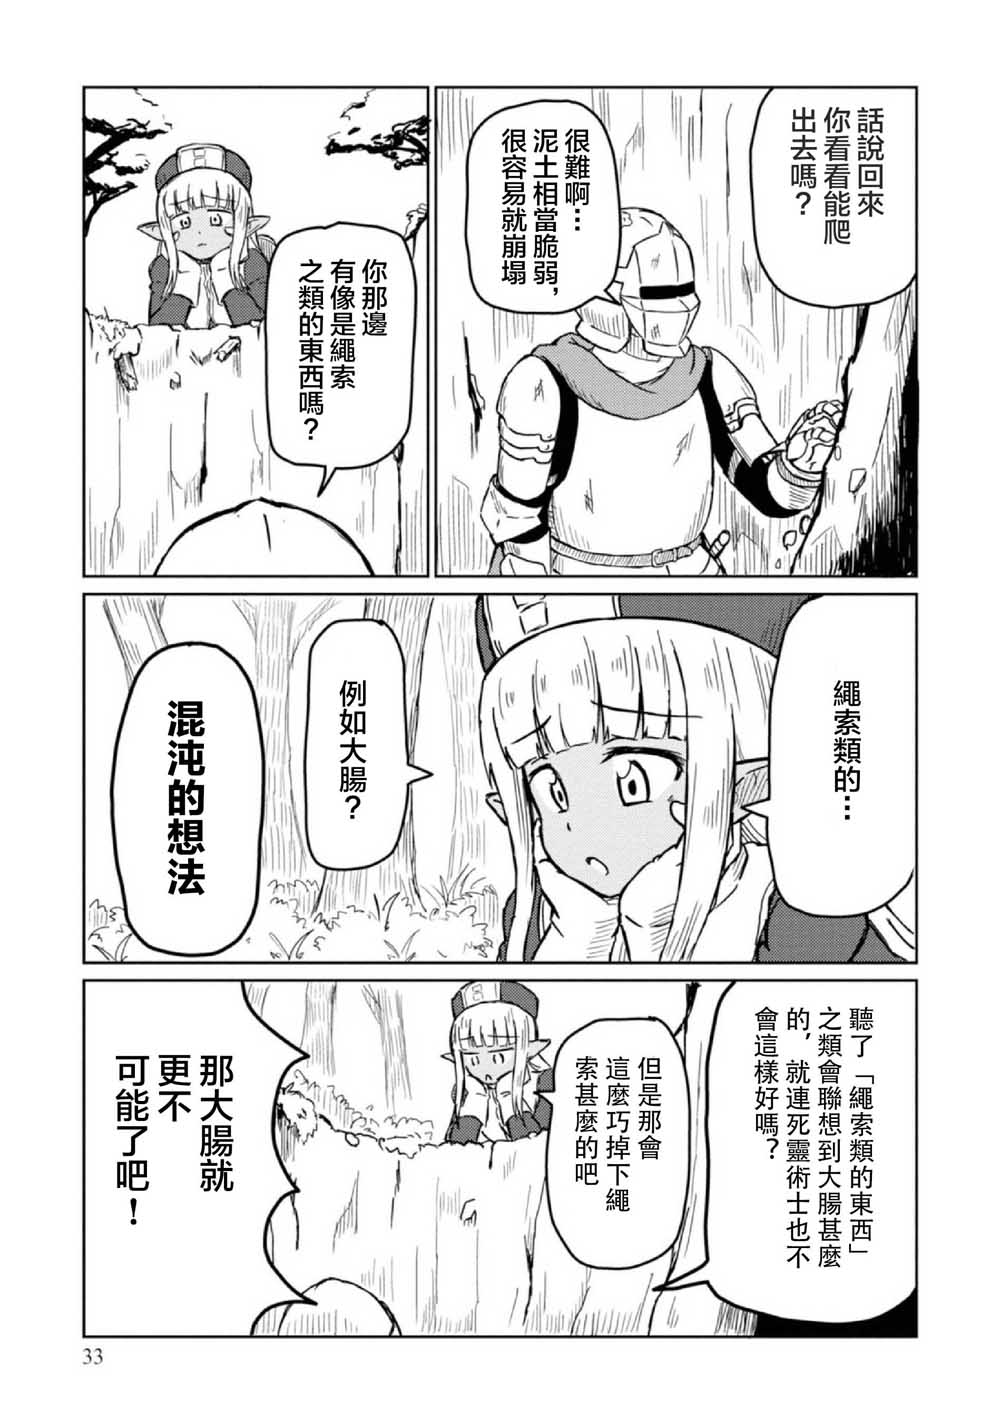 話說回來
你看看能爬
出去嗎？
很難啊…
泥土相當脆弱，
很容易就崩塌
你那邊
有像是繩索
之類的東西嗎？
繩索類的…
例如大腸？
混沌的想法
聽了「繩索類的東西」
之類會聯想到大腸甚麼
的，就連死靈術士也不
會這樣好嗎？
但是那會
這麼巧掉下繩
索甚麼的吧
那大腸就
更不
可能了吧！
33